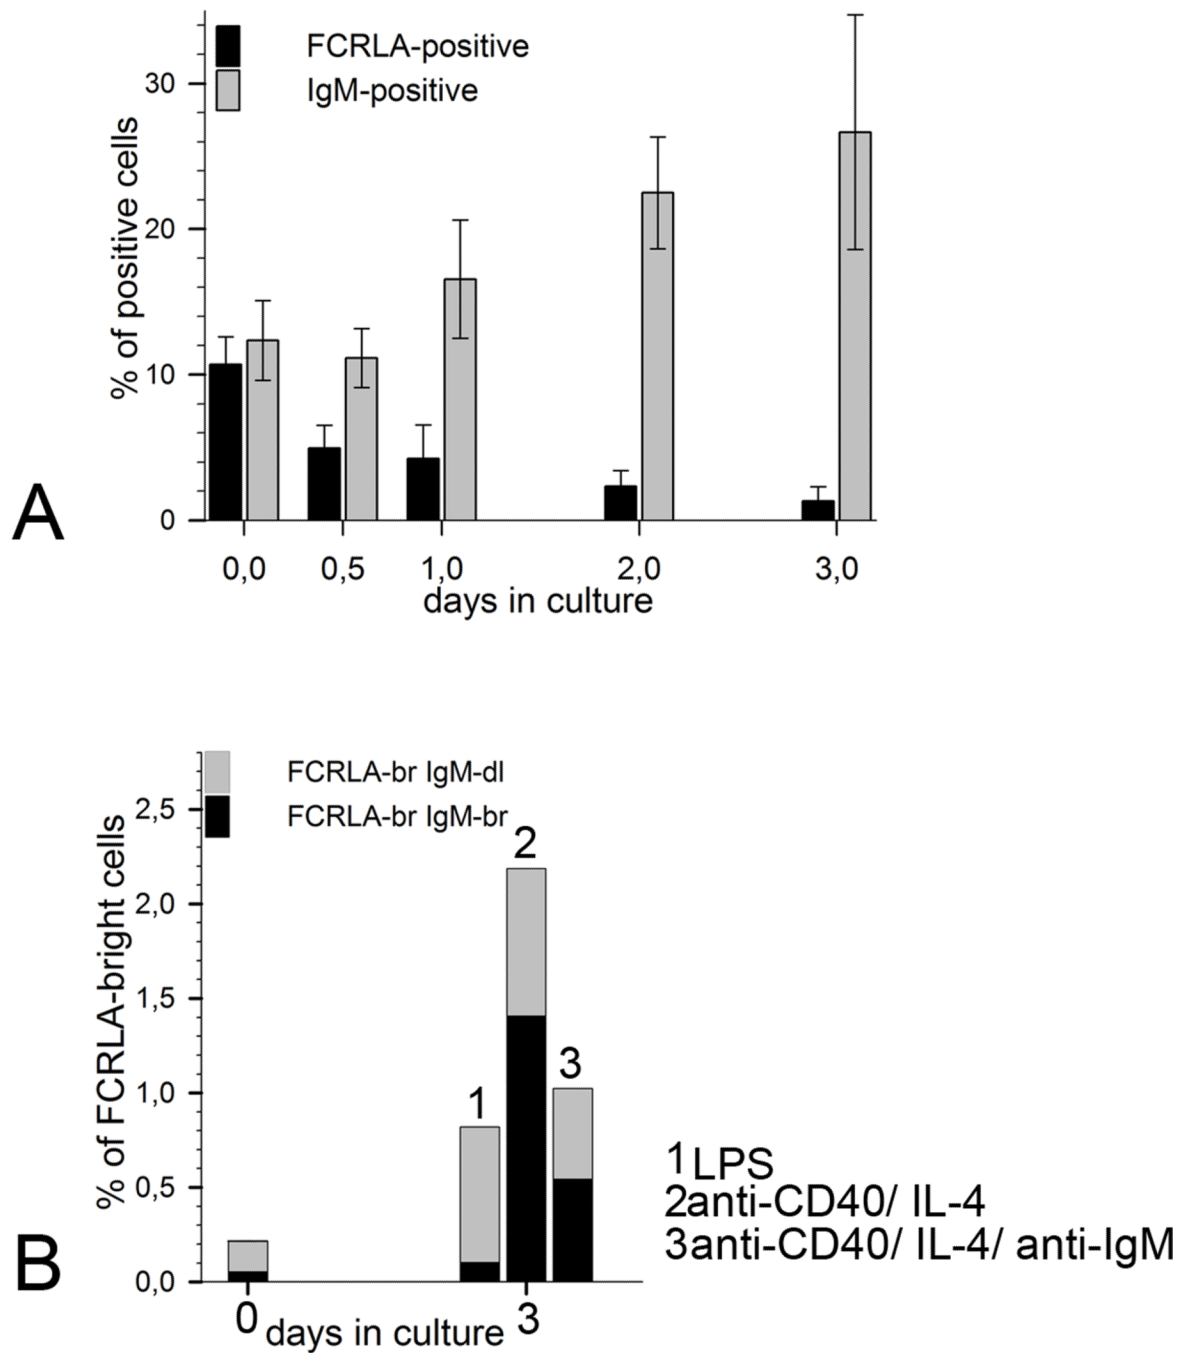 FCRLA-positive
IgM-positive
% of positive cells
30
20
10
0
0,0 0,5 1,0 2,0 3,0
days in culture
A
FCRLA-br IgM-dl
FCRLA-br IgM-br
% of FCRLA-bright cells
2,5
2,0
1,5
1,0
0,5
0,0
1
2
3
0 3
days in culture
1LPS
2anti-CD40/ IL-4
3anti-CD40/ IL-4/ anti-IgM
B